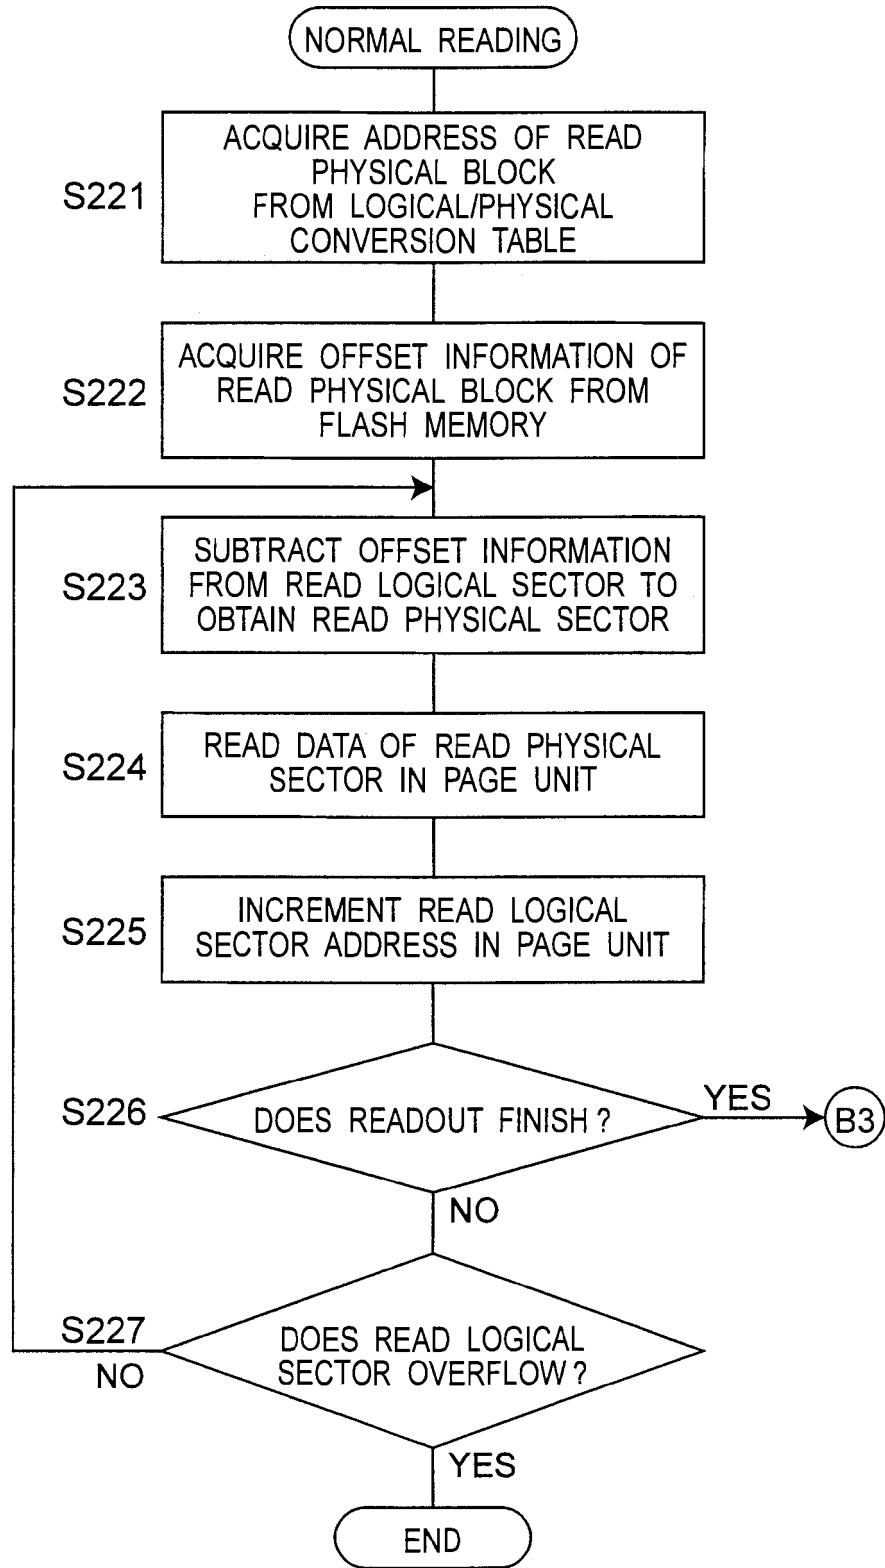 NORMAL READING
S221
ACQUIRE ADDRESS OF READ
PHYSICAL BLOCK
FROM LOGICAL/PHYSICAL
CONVERSION TABLE
S222
ACQUIRE OFFSET INFORMATION OF
READ PHYSICAL BLOCK FROM
FLASH MEMORY
S223
SUBTRACT OFFSET INFORMATION
FROM READ LOGICAL SECTOR TO
OBTAIN READ PHYSICAL SECTOR
S224
READ DATA OF READ PHYSICAL
SECTOR IN PAGE UNIT
S225
INCREMENT READ LOGICAL
SECTOR ADDRESS IN PAGE UNIT
S226
DOES READOUT FINISH ?
YES
B3
NO
S227
DOES READ LOGICAL
SECTOR OVERFLOW ?
NO
YES
END